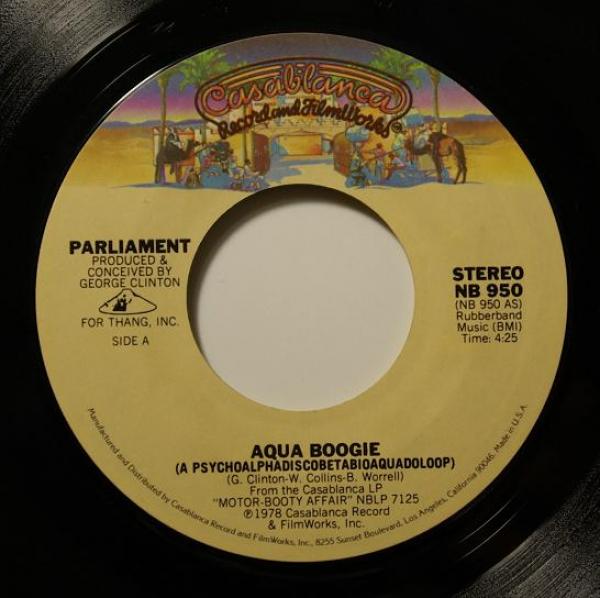 Casablanca
Record and FilmWorks
PARLIAMENT
PRODUCED &
CONCEIVED BY
GEORGE CLINTON
FOR THANG, INC.
SIDE A
STEREO
NB 950
(NB 950 AS)
Rubberband
Music (BMI)
Time: 4:25
AQUA BOOGIE
(A PSYCHOALPHADISCOBETABIOAQUADOLOOP)
(G. Clinton-W. Collins-B. Worrell)
From the Casablanca LP
"MOTOR-BOOTY AFFAIR" NBLP 7125
℗1978 Casablanca Record
& FilmWorks, Inc.
Manufactured and Distributed by Casablanca Record and FilmWorks, Inc., 8255 Sunset Boulevard, Los Angeles, California 90046. Made in U.S.A.